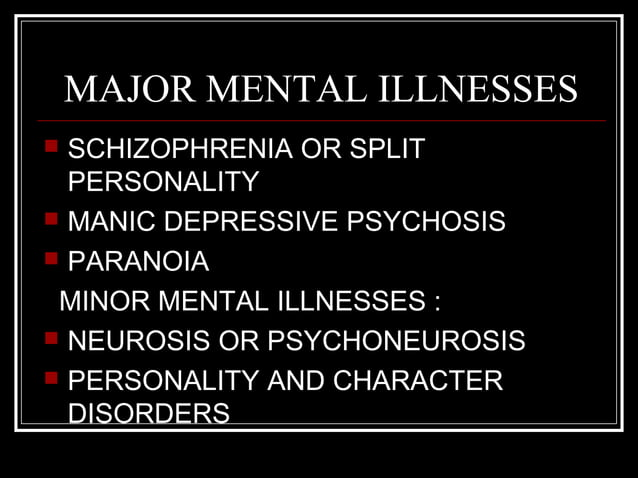 MAJOR MENTAL ILLNESSES
SCHIZOPHRENIA OR SPLIT
PERSONALITY
MANIC DEPRESSIVE PSYCHOSIS
PARANOIA
MINOR MENTAL ILLNESSES :
NEUROSIS OR PSYCHONEUROSIS
PERSONALITY AND CHARACTER
DISORDERS